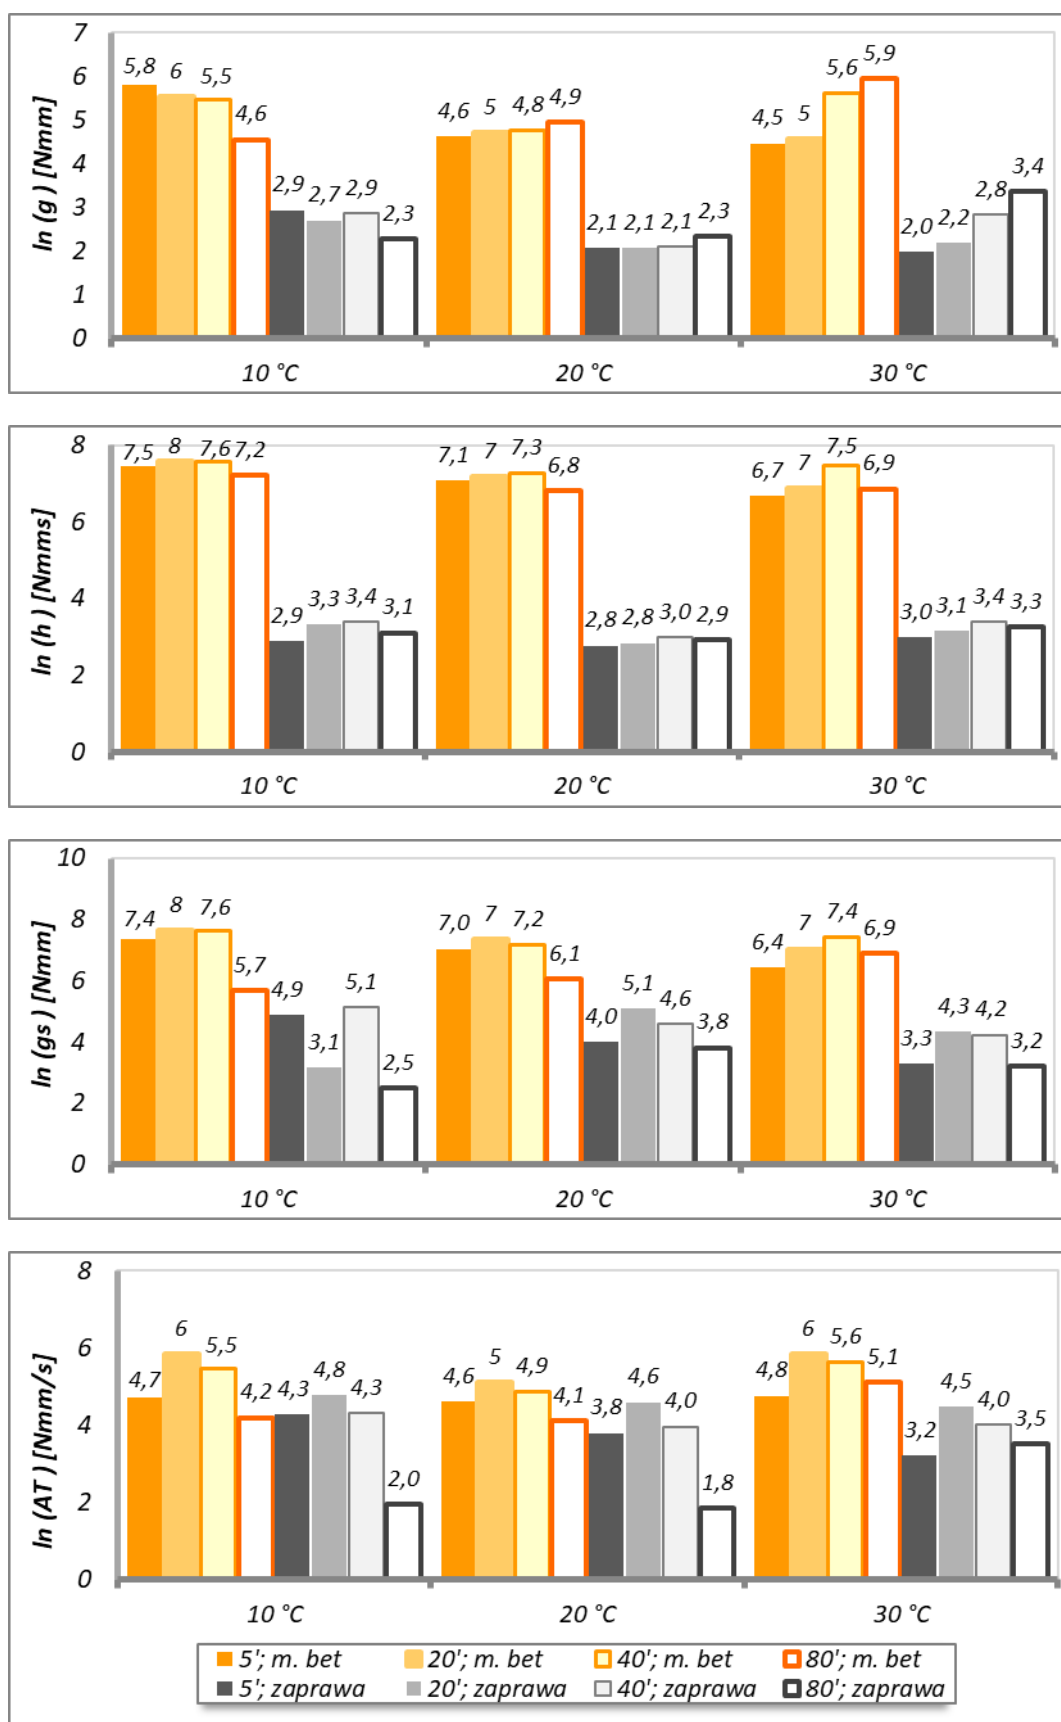 ln (g ) [Nmm]
7
6
5
4
3
2
1
0
5,8 6 5,5 4,6 2,9 2,7 2,9 2,3
4,6 5 4,8 4,9 2,1 2,1 2,1 2,3
4,5 5 5,6 5,9 2,0 2,2 2,8 3,4
10 °C 20 °C 30 °C
ln (h ) [Nmms]
8
6
4
2
0
7,5 8 7,6 7,2 2,9 3,3 3,4 3,1
7,1 7 7,3 6,8 2,8 2,8 3,0 2,9
6,7 7 7,5 6,9 3,0 3,1 3,4 3,3
10 °C 20 °C 30 °C
ln (gs ) [Nmm]
10
8
6
4
2
0
7,4 8 7,6 5,7 4,9 3,1 5,1 2,5
7,0 7 7,2 6,1 4,0 5,1 4,6 3,8
6,4 7 7,4 6,9 3,3 4,3 4,2 3,2
10 °C 20 °C 30 °C
ln (AT ) [Nmm/s]
8
6
4
2
0
4,7 6 5,5 4,2 4,3 4,8 4,3 2,0
4,6 5 4,9 4,1 3,8 4,6 4,0 1,8
4,8 6 5,6 5,1 3,2 4,5 4,0 3,5
10 °C 20 °C 30 °C
5'; m. bet 20'; m. bet 40'; m. bet 80'; m. bet
5'; zaprawa 20'; zaprawa 40'; zaprawa 80'; zaprawa